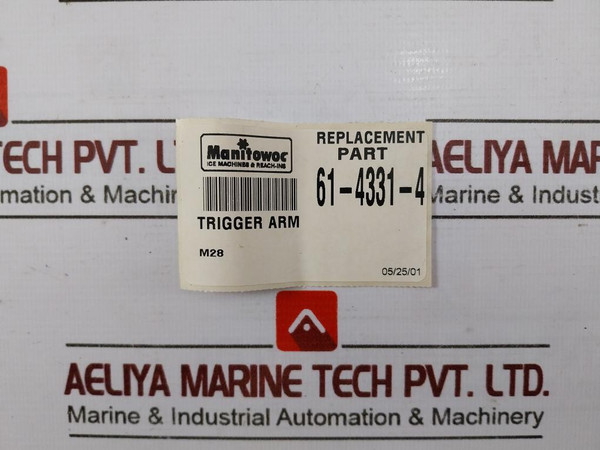 Manitowoc
ICE MACHINES & REACH-INS
REPLACEMENT
PART
61-4331-4
TRIGGER ARM
M28
05/25/01
TECH PVT. L
AELIYA MAR
mation & Machin
Marine & Indust
AELIYA MARINE TECH PVT. LTD.
Marine & Industrial Automation & Machinery